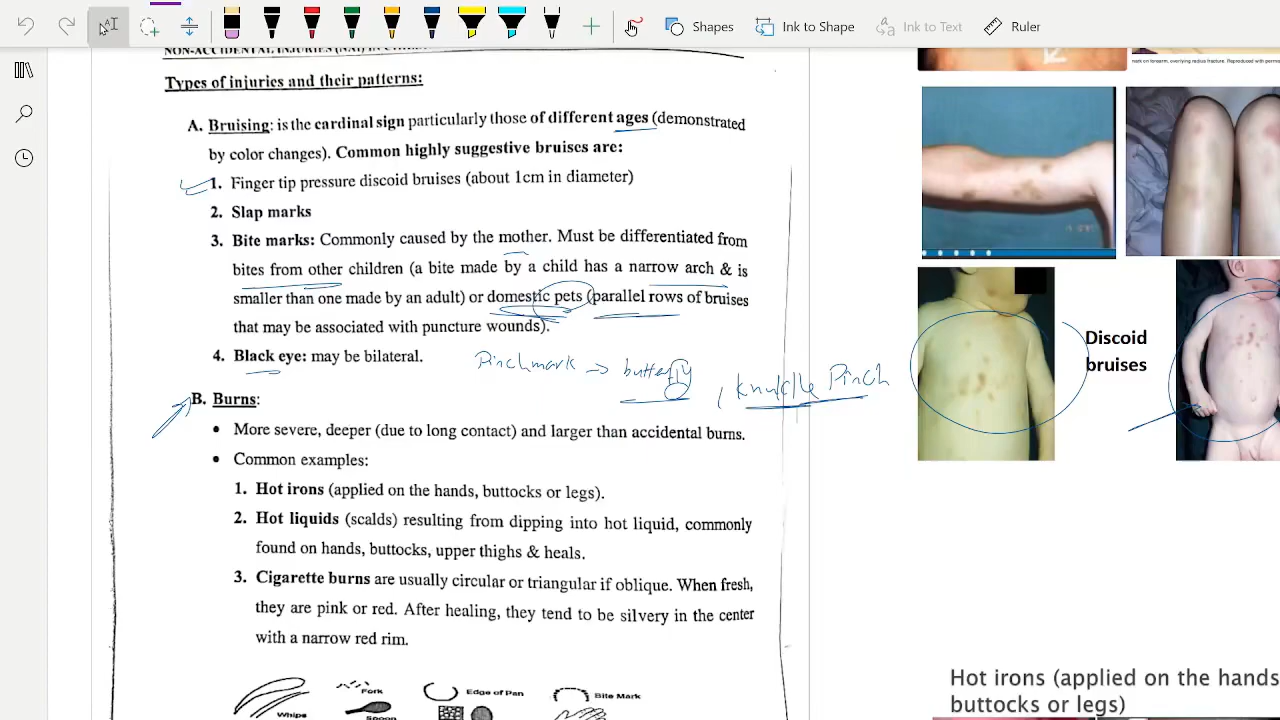 Shapes
Ink to Shape
Ink to Text
Ruler
NON-ACCIDENTAL INJURIES (NAI) IN
Types of injuries and their patterns:
A. Bruising: is the cardinal sign particularly those of different ages (demonstrated
by color changes). Common highly suggestive bruises are:
1. Finger tip pressure discoid bruises (about 1cm in diameter)
2. Slap marks
3. Bite marks: Commonly caused by the mother. Must be differentiated from
bites from other children (a bite made by a child has a narrow arch & is
smaller than one made by an adult) or domestic pets (parallel rows of bruises
that may be associated with puncture wounds).
4. Black eye: may be bilateral.
Pinch mark → butterfly , knuckle Pinch
B. Burns:
• More severe, deeper (due to long contact) and larger than accidental burns.
• Common examples:
1. Hot irons (applied on the hands, buttocks or legs).
2. Hot liquids (scalds) resulting from dipping into hot liquid, commonly
found on hands, buttocks, upper thighs & heals.
3. Cigarette burns are usually circular or triangular if oblique. When fresh,
they are pink or red. After healing, they tend to be silvery in the center
with a narrow red rim.
Whips
Fork
Spoon
Edge of Pan
Bite Mark
mark on forearm, overlying radius fracture. Reproduced with
Discoid
bruises
Hot irons (applied on the hands
buttocks or legs)